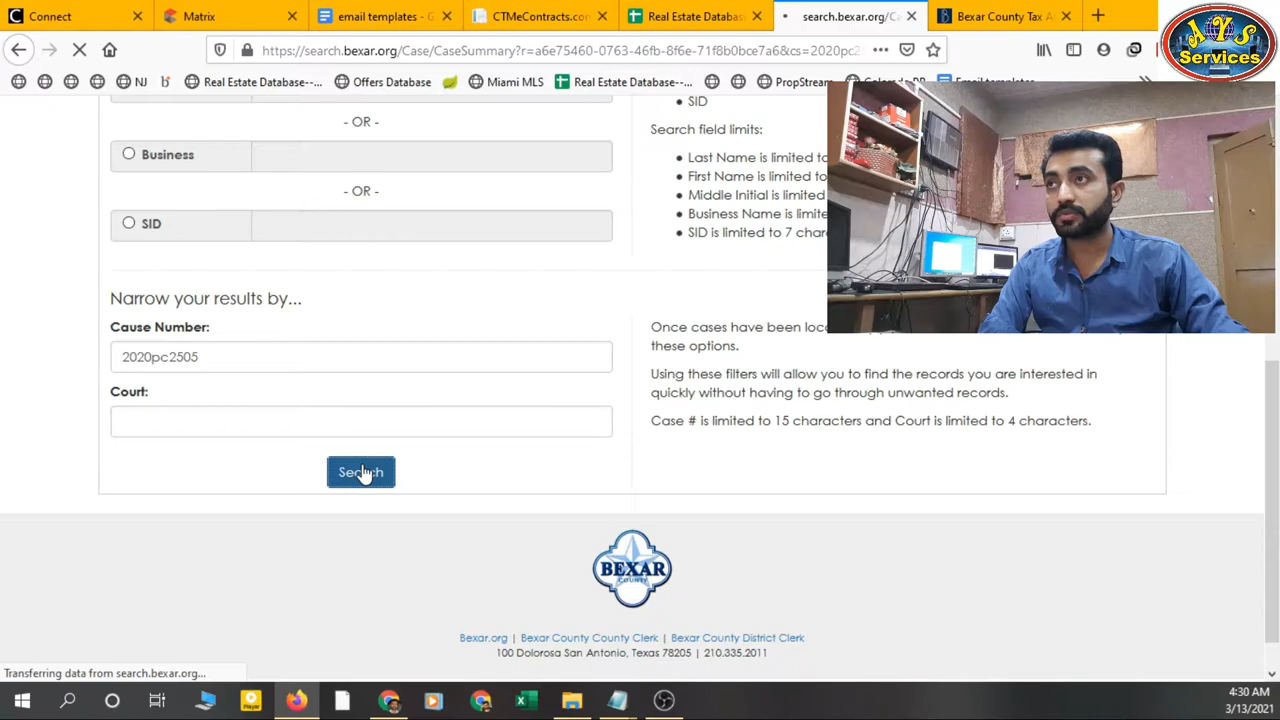 Connect
Matrix
email templates - G
CTMeContracts.com
Real Estate Databas
search.bexar.org/Ca
Bexar County Tax A
https://search.bexar.org/Case/CaseSummary?r=a6e75460-0763-46fb-8f6e-71f8b0bce7a6&cs=2020pc2
NJ
Real Estate Database--...
Offers Database
Miami MLS
Real Estate Database--...
PropStream
Email templates
AYS
Services
- OR -
Business
- OR -
SID
SID
Search field limits:
Last Name is limited to
First Name is limited to
Middle Initial is limited
Business Name is limite
SID is limited to 7 char
Narrow your results by...
Cause Number:
2020pc2505
Court:
Search
Once cases have been loc
these options.
Using these filters will allow you to find the records you are interested in
quickly without having to go through unwanted records.
Case # is limited to 15 characters and Court is limited to 4 characters.
BEXAR
COUNTY
Bexar.org | Bexar County County Clerk | Bexar County District Clerk
100 Dolorosa San Antonio, Texas 78205 | 210.335.2011
Transferring data from search.bexar.org...
4:30 AM
3/13/2021